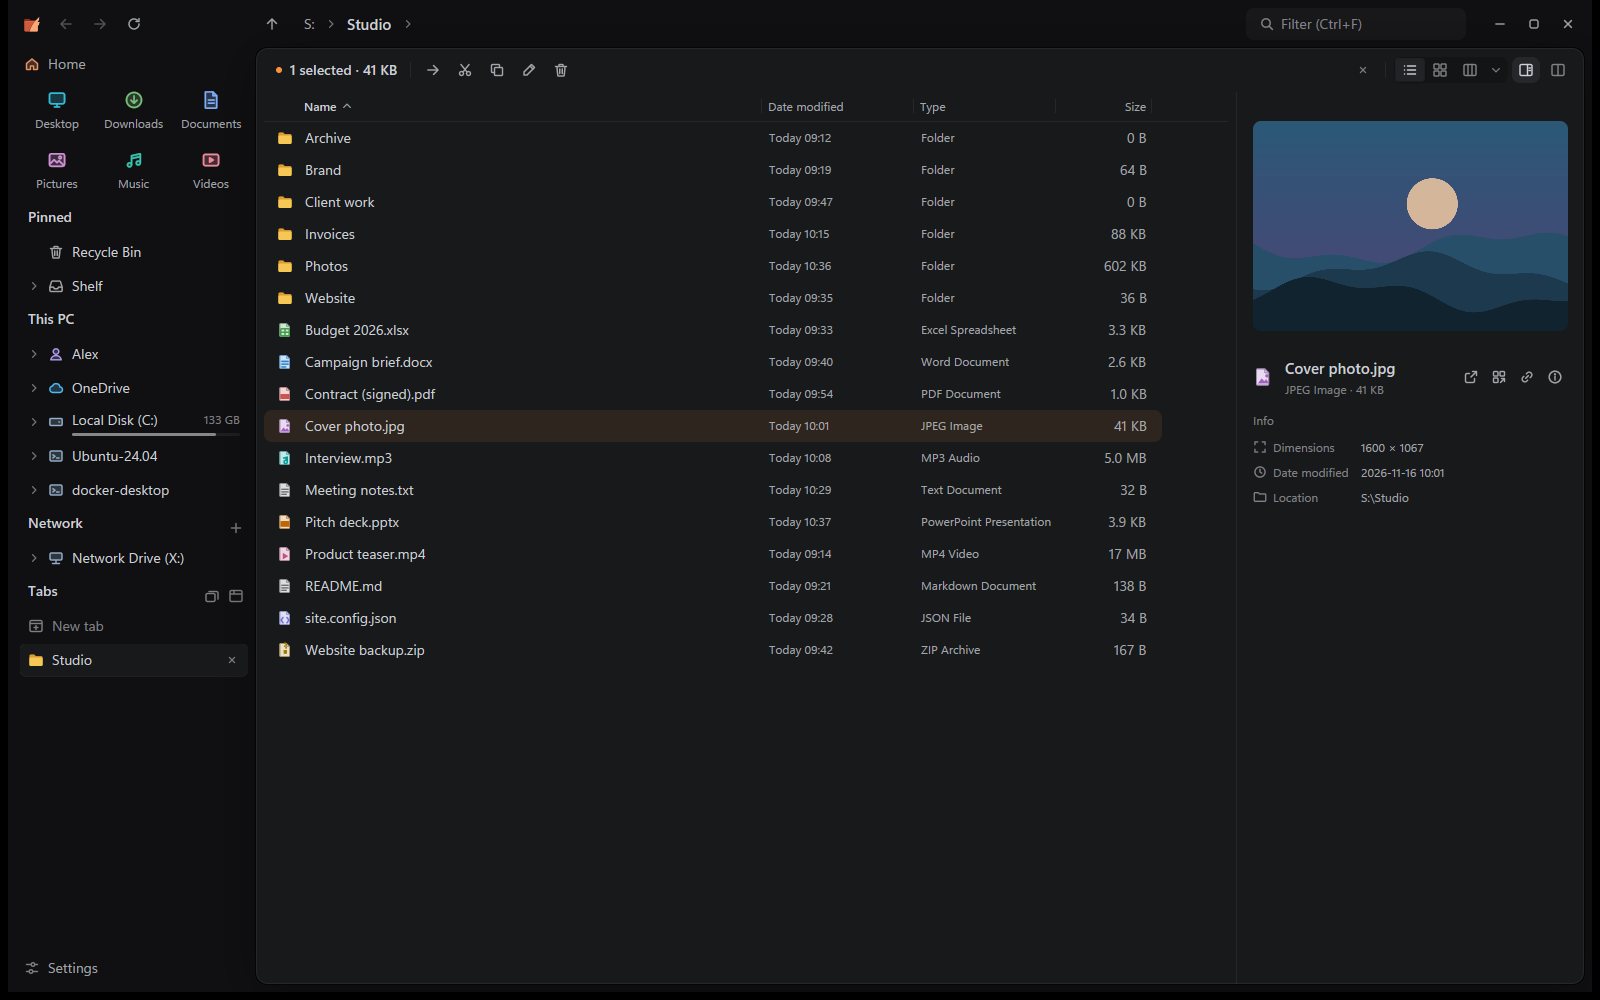 S:
Studio
Filter (Ctrl+F)
Home
Desktop
Downloads
Documents
Pictures
Music
Videos
Pinned
Recycle Bin
Shelf
This PC
Alex
OneDrive
Local Disk (C:) 133 GB
Ubuntu-24.04
docker-desktop
Network
Network Drive (X:)
Tabs
New tab
Studio
Settings
1 selected · 41 KB
Name Date modified Type Size
Archive Today 09:12 Folder 0 B
Brand Today 09:19 Folder 64 B
Client work Today 09:47 Folder 0 B
Invoices Today 10:15 Folder 88 KB
Photos Today 10:36 Folder 602 KB
Website Today 09:35 Folder 36 B
Budget 2026.xlsx Today 09:33 Excel Spreadsheet 3.3 KB
Campaign brief.docx Today 09:40 Word Document 2.6 KB
Contract (signed).pdf Today 09:54 PDF Document 1.0 KB
Cover photo.jpg Today 10:01 JPEG Image 41 KB
Interview.mp3 Today 10:08 MP3 Audio 5.0 MB
Meeting notes.txt Today 10:29 Text Document 32 B
Pitch deck.pptx Today 10:37 PowerPoint Presentation 3.9 KB
Product teaser.mp4 Today 09:14 MP4 Video 17 MB
README.md Today 09:21 Markdown Document 138 B
site.config.json Today 09:28 JSON File 34 B
Website backup.zip Today 09:42 ZIP Archive 167 B
Cover photo.jpg
JPEG Image · 41 KB
Info
Dimensions 1600 × 1067
Date modified 2026-11-16 10:01
Location S:\Studio